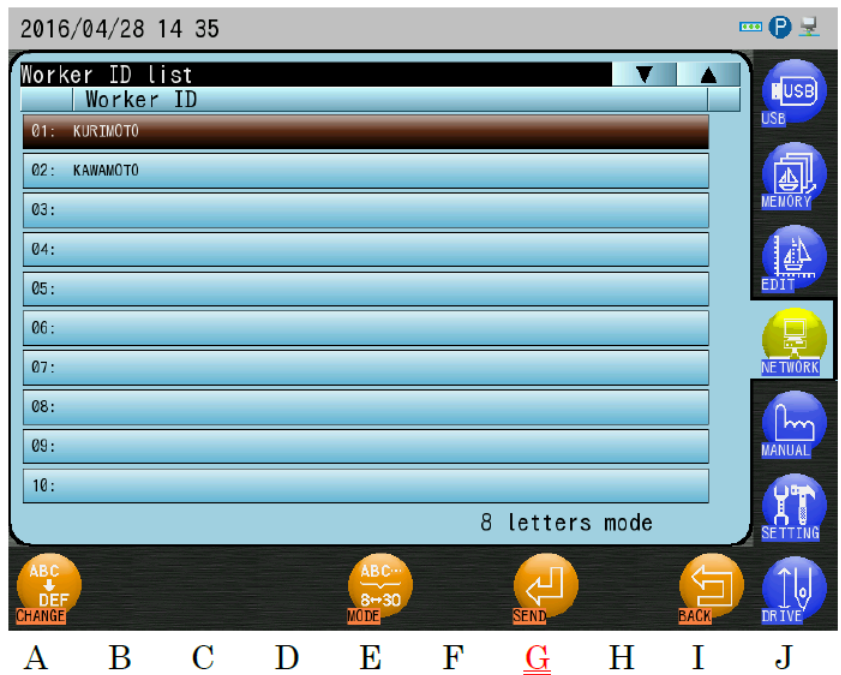 2016/04/28 14 35
P
Worker ID list ▼ ▲
Worker ID
01: KURIMOTO
02: KAWAMOTO
03:
04:
05:
06:
07:
08:
09:
10:
8 letters mode
USB
USB
MEMORY
EDIT
NETWORK
MANUAL
SETTING
DRIVE
ABC
DEF
CHANGE
ABC…
8↔30
MODE
SEND
BACK
A B C D E F G H I J